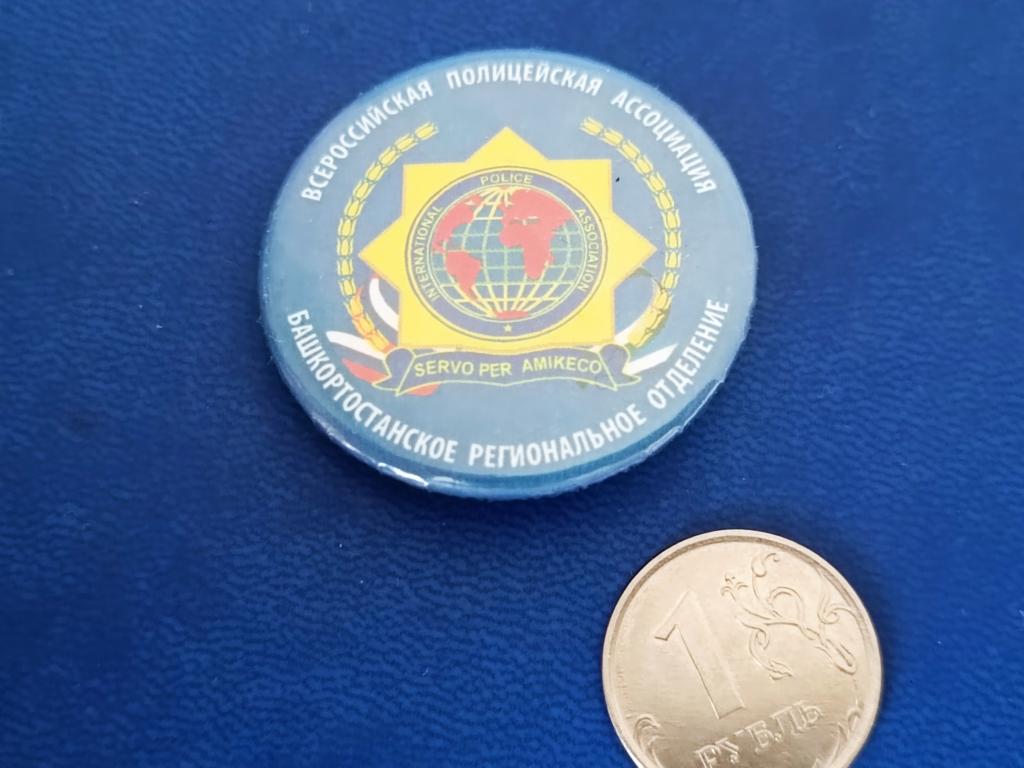 ВСЕРОССИЙСКАЯ ПОЛИЦЕЙСКАЯ АССОЦИАЦИЯ
INTERNATIONAL POLICE ASSOCIATION
SERVO PER AMIKECO
БАШКОРТОСТАНСКОЕ РЕГИОНАЛЬНОЕ ОТДЕЛЕНИЕ
1
РУБЛЬ